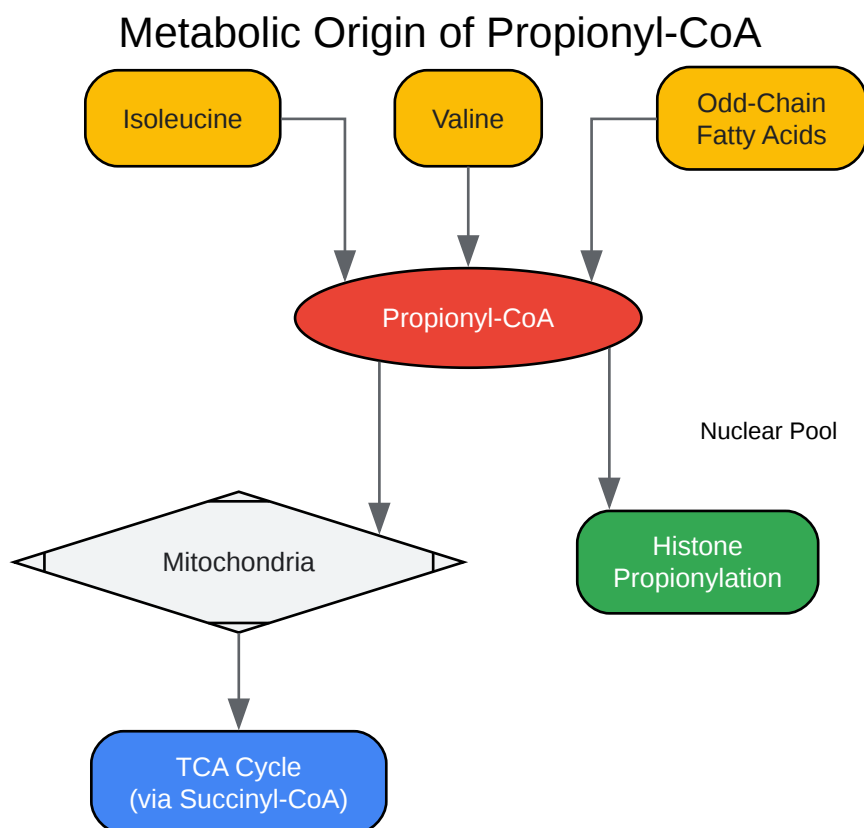 Metabolic Origin of Propionyl-CoA
Isoleucine
Valine
Odd-Chain
Fatty Acids
Propionyl-CoA
Nuclear Pool
Mitochondria
Histone
Propionylation
TCA Cycle
(via Succinyl-CoA)